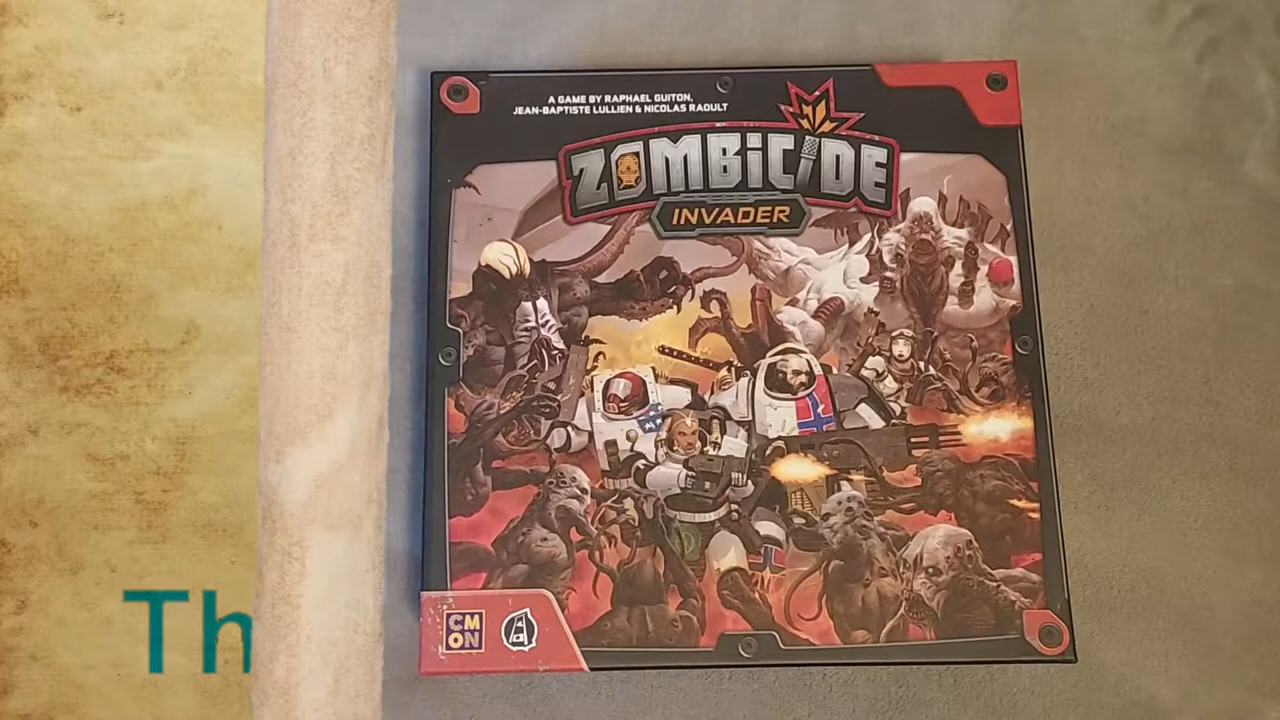 A GAME BY RAPHAEL GUITON,
JEAN-BAPTISTE LULLIEN & NICOLAS RAOULT
ZOMBICIDE
INVADER
CM
ON
Th